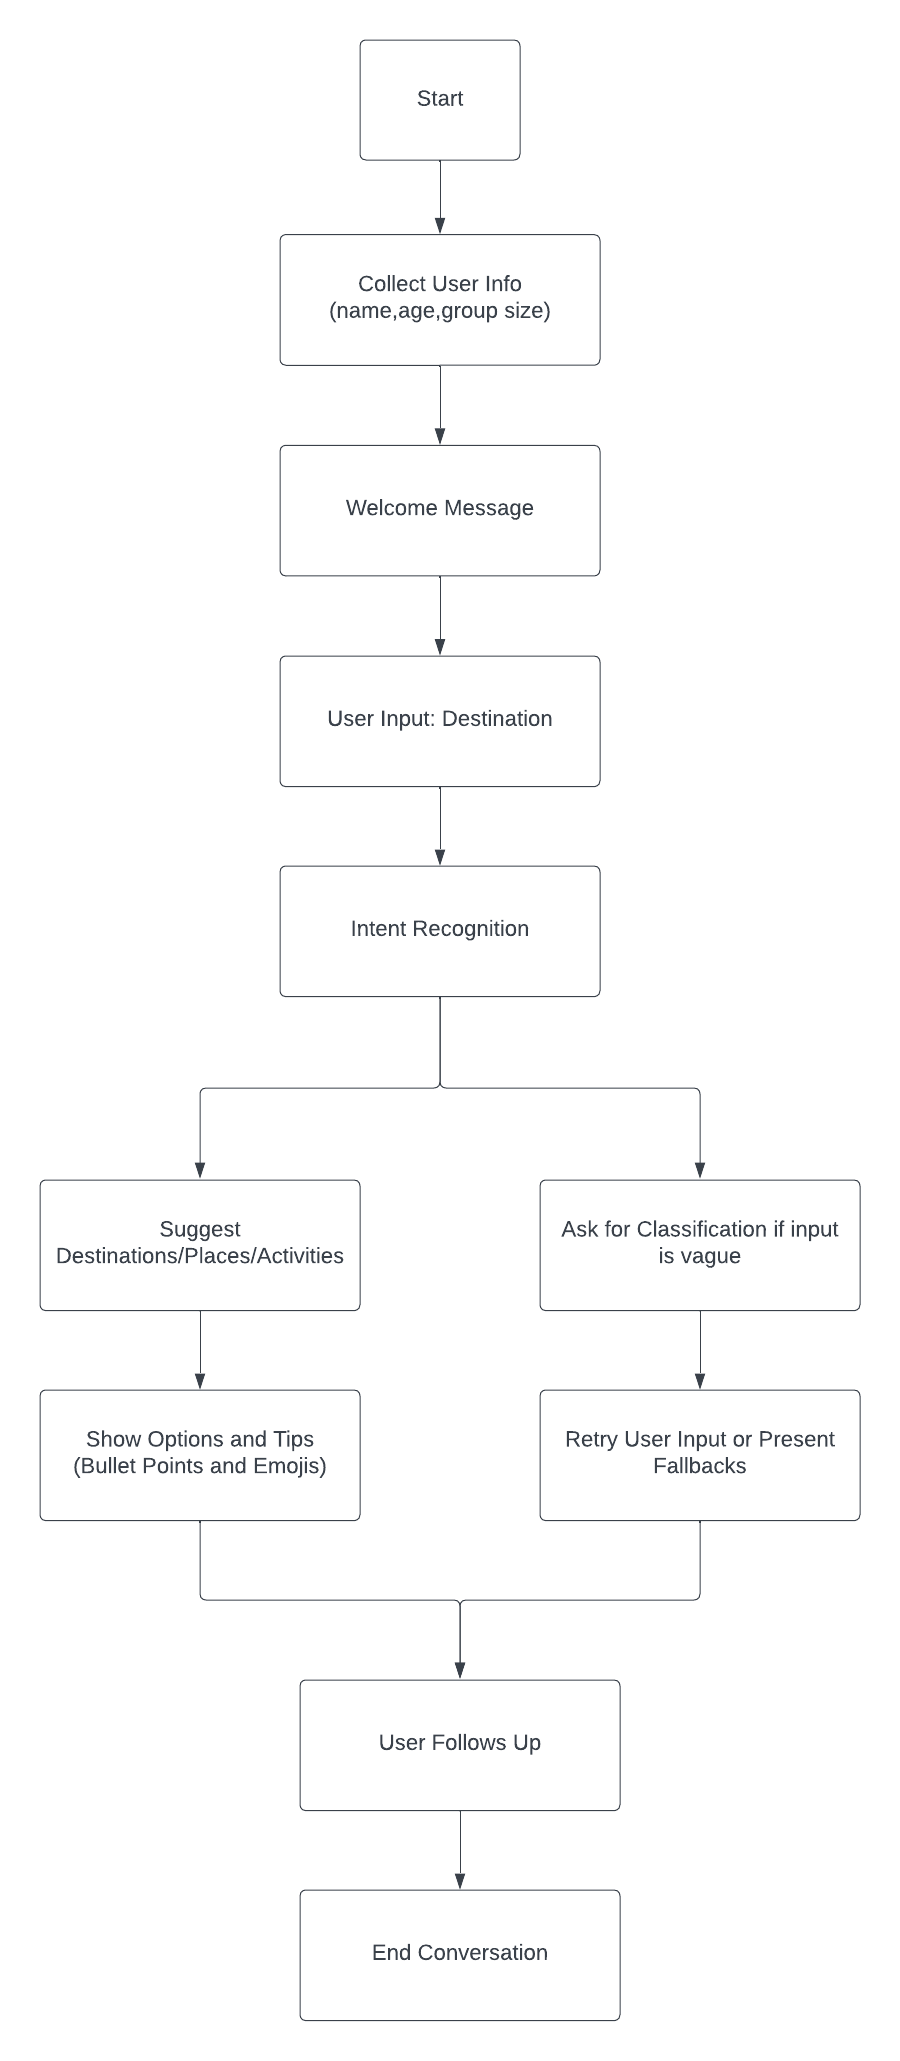 Start
Collect User Info
(name,age,group size)
Welcome Message
User Input: Destination
Intent Recognition
Suggest
Destinations/Places/Activities
Ask for Classification if input
is vague
Show Options and Tips
(Bullet Points and Emojis)
Retry User Input or Present
Fallbacks
User Follows Up
End Conversation